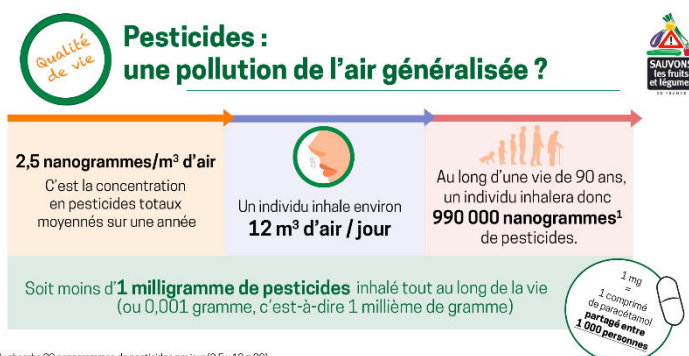 Qualité
de vie
Pesticides :
une pollution de l'air généralisée ?
SAUVONS
les fruits
et légumes
DE FRANCE
2,5 nanogrammes/m³ d'air
C'est la concentration
en pesticides totaux
moyennés sur une année
Un individu inhale environ
12 m³ d'air / jour
Au long d'une vie de 90 ans,
un individu inhalera donc
990 000 nanogrammes¹
de pesticides.
Soit moins d'1 milligramme de pesticides inhalé tout au long de la vie
(ou 0,001 gramme, c'est-à-dire 1 millième de gramme)
1 mg
=
1 comprimé
de paracétamol
partagé entre
1 000 personnes